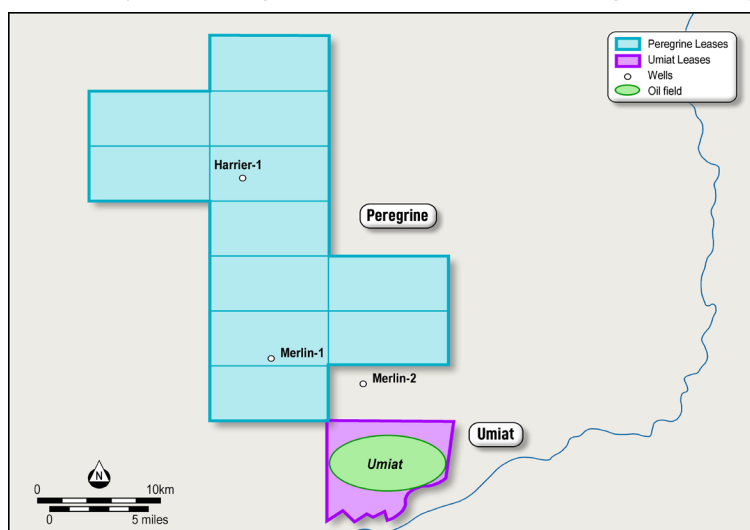 Peregrine Leases
Umiat Leases
Wells
Oil field
Harrier-1
Peregrine
Merlin-1
Merlin-2
Umiat
Umiat
N
0 10km
0 5 miles